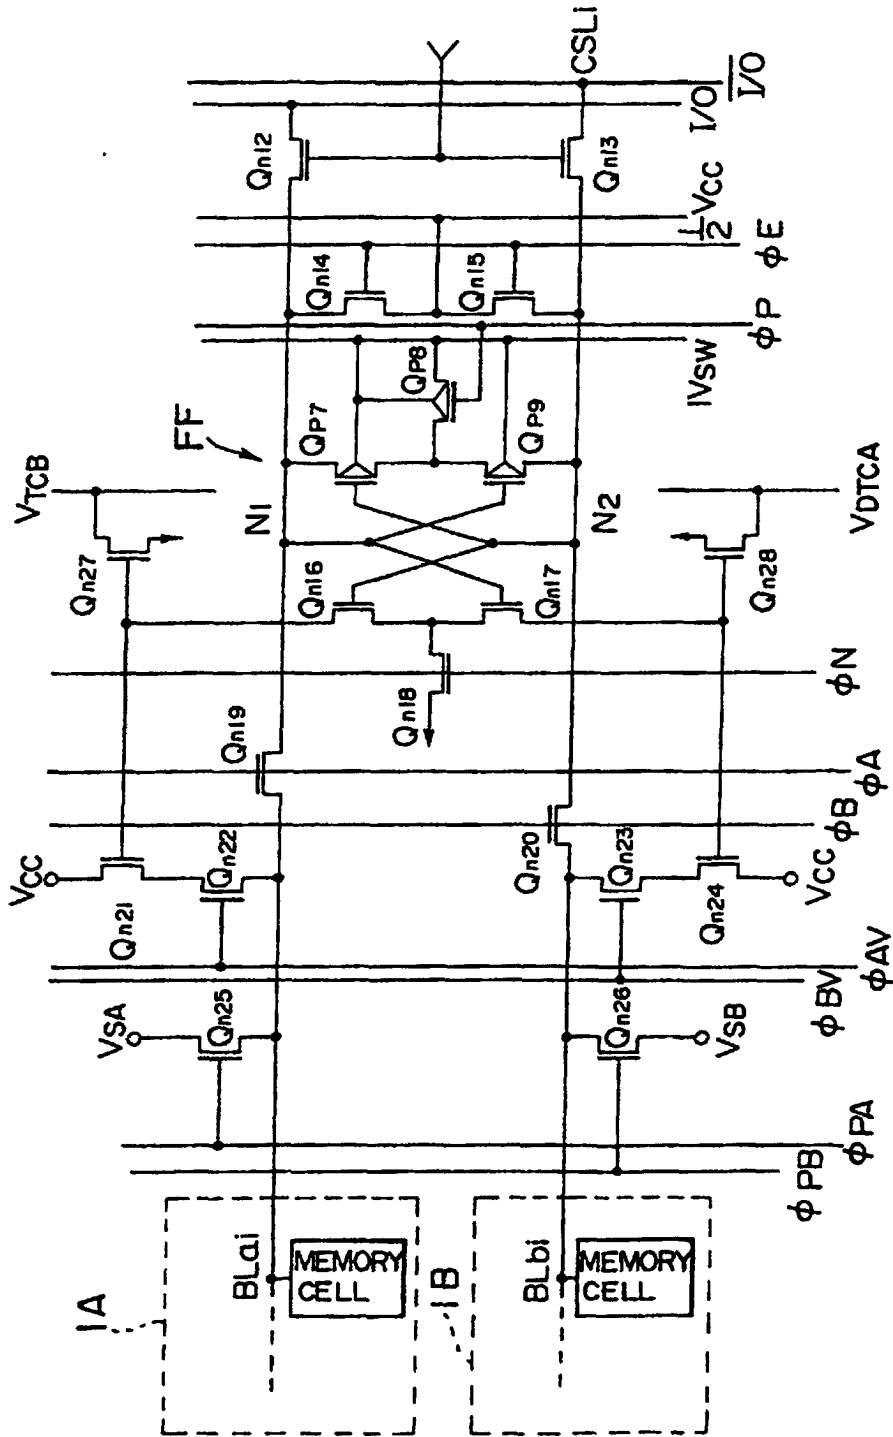 CSLi
I/O
I/O
Qn12
Qn13
1/2 VCC
φE
Qn14
Qn15
φP
IVSW
QP8
QP7
QP9
FF
VTCB
VDTCA
N1
N2
Qn27
Qn16
Qn17
Qn28
φN
Qn18
Qn19
φA
φB
Qn20
VCC
Qn22
Qn23
VCC
Qn21
Qn24
φAV
φBV
VSA
Qn25
Qn26
VSB
φPA
φPB
1A
BLai
MEMORY
CELL
1B
BLbi
MEMORY
CELL